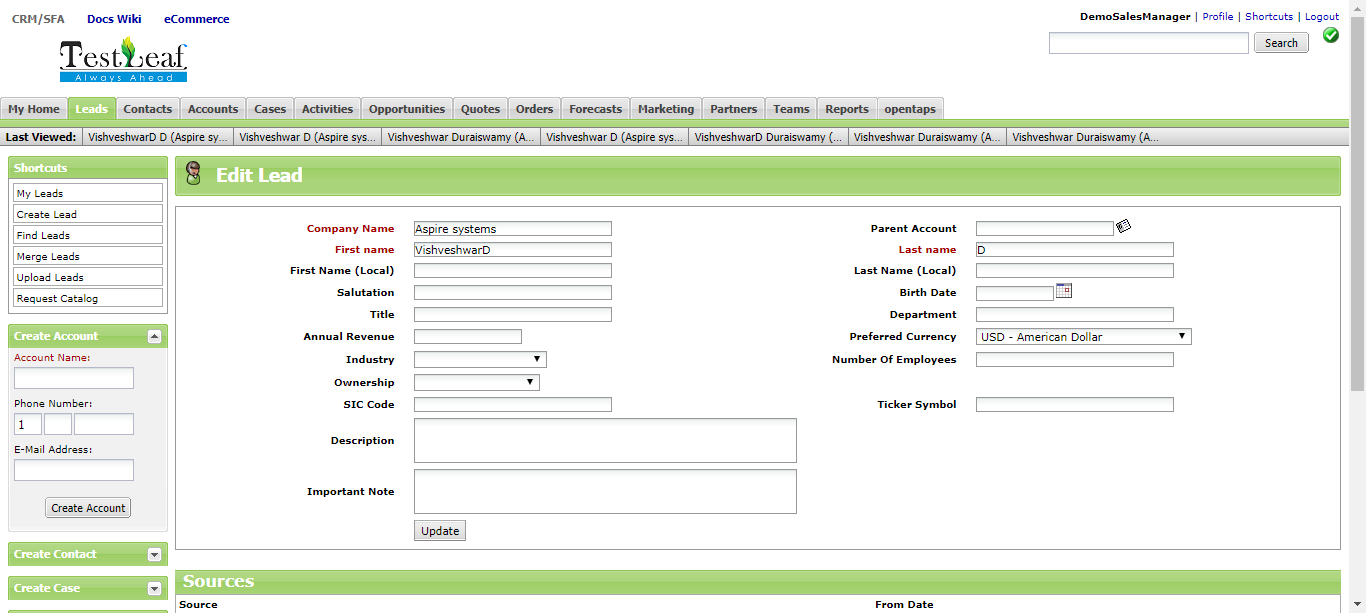 CRM/SFA Docs Wiki eCommerce
DemoSalesManager | Profile | Shortcuts | Logout
TestLeaf
Always Ahead
Search
My Home Leads Contacts Accounts Cases Activities Opportunities Quotes Orders Forecasts Marketing Partners Teams Reports opentaps
Last Viewed: VishveshwarD D (Aspire sy... Vishveshwar D (Aspire sys... Vishveshwar Duraiswamy (A... Vishveshwar D (Aspire sys... VishveshwarD Duraiswamy (... Vishveshwar Duraiswamy (A... Vishveshwar Duraiswamy (A...
Shortcuts
My Leads
Create Lead
Find Leads
Merge Leads
Upload Leads
Request Catalog
Create Account
Account Name:
Phone Number:
1
E-Mail Address:
Create Account
Create Contact
Create Case
Edit Lead
Company Name Aspire systems Parent Account
First name VishveshwarD Last name D
First Name (Local) Last Name (Local)
Salutation Birth Date
Title Department
Annual Revenue Preferred Currency USD - American Dollar
Industry Number Of Employees
Ownership
SIC Code Ticker Symbol
Description
Important Note
Update
Sources
Source From Date